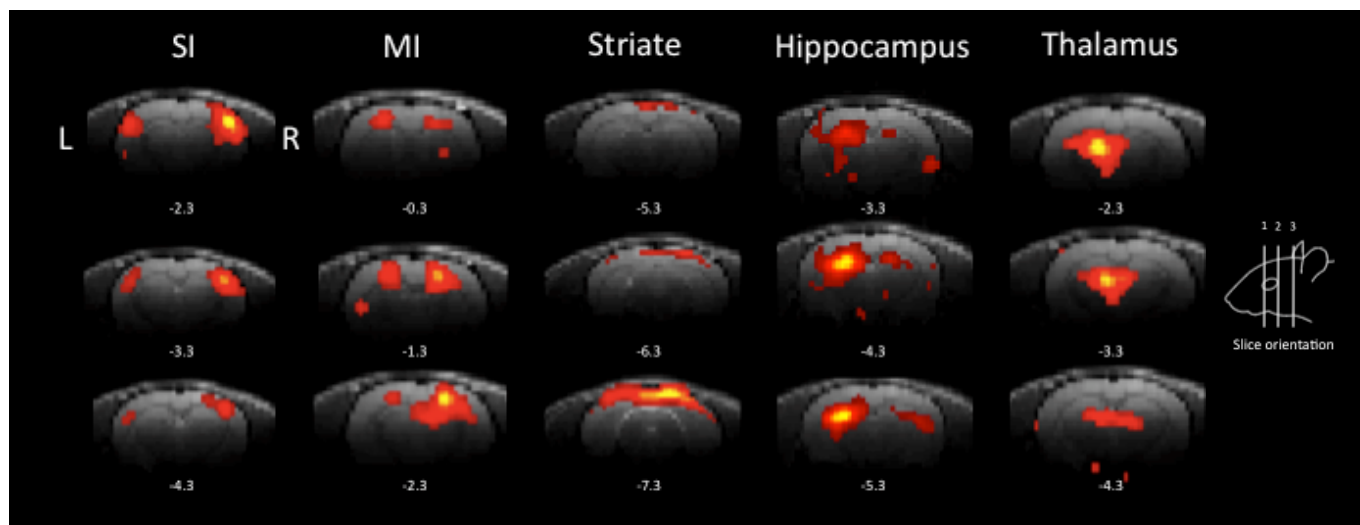 SI MI Striate Hippocampus Thalamus
L R
-2.3 -0.3 -5.3 -3.3 -2.3
1 2 3
-3.3 -1.3 -6.3 -4.3 -3.3
Slice orientation
-4.3 -2.3 -7.3 -5.3 -4.3